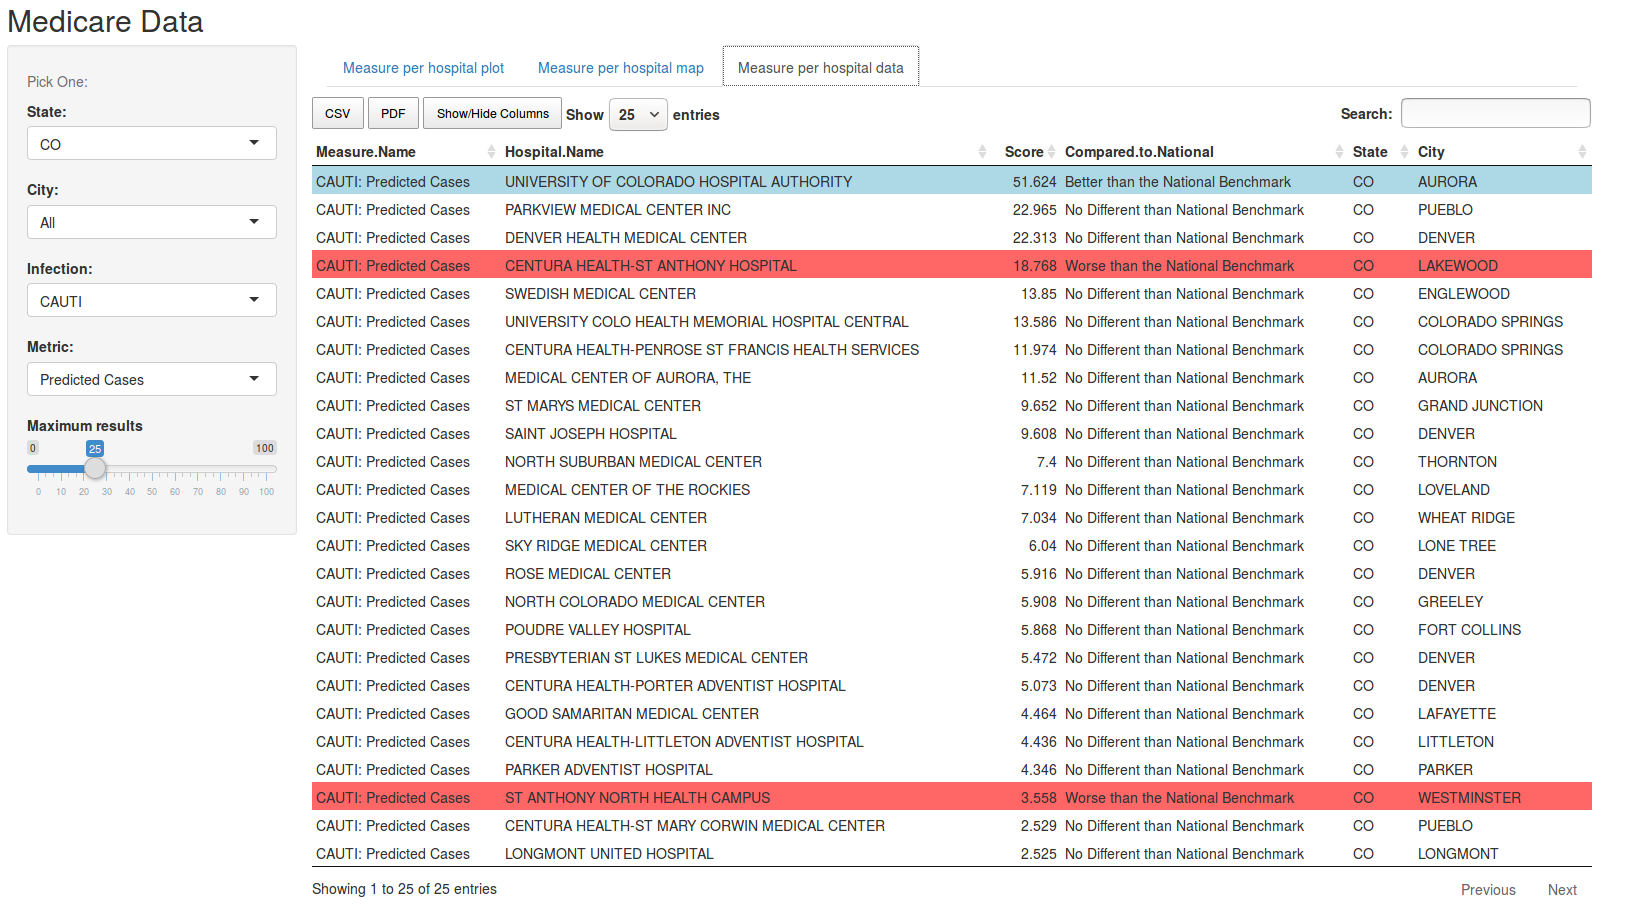 Medicare Data
Pick One:
State:
CO
City:
All
Infection:
CAUTI
Metric:
Predicted Cases
Maximum results
0 25 100
0 10 20 30 40 50 60 70 80 90 100
Measure per hospital plot Measure per hospital map Measure per hospital data
CSV PDF Show/Hide Columns Show 25 entries Search:
Measure.Name Hospital.Name Score Compared.to.National State City
CAUTI: Predicted Cases UNIVERSITY OF COLORADO HOSPITAL AUTHORITY 51.624 Better than the National Benchmark CO AURORA
CAUTI: Predicted Cases PARKVIEW MEDICAL CENTER INC 22.965 No Different than National Benchmark CO PUEBLO
CAUTI: Predicted Cases DENVER HEALTH MEDICAL CENTER 22.313 No Different than National Benchmark CO DENVER
CAUTI: Predicted Cases CENTURA HEALTH-ST ANTHONY HOSPITAL 18.768 Worse than the National Benchmark CO LAKEWOOD
CAUTI: Predicted Cases SWEDISH MEDICAL CENTER 13.85 No Different than National Benchmark CO ENGLEWOOD
CAUTI: Predicted Cases UNIVERSITY COLO HEALTH MEMORIAL HOSPITAL CENTRAL 13.586 No Different than National Benchmark CO COLORADO SPRINGS
CAUTI: Predicted Cases CENTURA HEALTH-PENROSE ST FRANCIS HEALTH SERVICES 11.974 No Different than National Benchmark CO COLORADO SPRINGS
CAUTI: Predicted Cases MEDICAL CENTER OF AURORA, THE 11.52 No Different than National Benchmark CO AURORA
CAUTI: Predicted Cases ST MARYS MEDICAL CENTER 9.652 No Different than National Benchmark CO GRAND JUNCTION
CAUTI: Predicted Cases SAINT JOSEPH HOSPITAL 9.608 No Different than National Benchmark CO DENVER
CAUTI: Predicted Cases NORTH SUBURBAN MEDICAL CENTER 7.4 No Different than National Benchmark CO THORNTON
CAUTI: Predicted Cases MEDICAL CENTER OF THE ROCKIES 7.119 No Different than National Benchmark CO LOVELAND
CAUTI: Predicted Cases LUTHERAN MEDICAL CENTER 7.034 No Different than National Benchmark CO WHEAT RIDGE
CAUTI: Predicted Cases SKY RIDGE MEDICAL CENTER 6.04 No Different than National Benchmark CO LONE TREE
CAUTI: Predicted Cases ROSE MEDICAL CENTER 5.916 No Different than National Benchmark CO DENVER
CAUTI: Predicted Cases NORTH COLORADO MEDICAL CENTER 5.908 No Different than National Benchmark CO GREELEY
CAUTI: Predicted Cases POUDRE VALLEY HOSPITAL 5.868 No Different than National Benchmark CO FORT COLLINS
CAUTI: Predicted Cases PRESBYTERIAN ST LUKES MEDICAL CENTER 5.472 No Different than National Benchmark CO DENVER
CAUTI: Predicted Cases CENTURA HEALTH-PORTER ADVENTIST HOSPITAL 5.073 No Different than National Benchmark CO DENVER
CAUTI: Predicted Cases GOOD SAMARITAN MEDICAL CENTER 4.464 No Different than National Benchmark CO LAFAYETTE
CAUTI: Predicted Cases CENTURA HEALTH-LITTLETON ADVENTIST HOSPITAL 4.436 No Different than National Benchmark CO LITTLETON
CAUTI: Predicted Cases PARKER ADVENTIST HOSPITAL 4.346 No Different than National Benchmark CO PARKER
CAUTI: Predicted Cases ST ANTHONY NORTH HEALTH CAMPUS 3.558 Worse than the National Benchmark CO WESTMINSTER
CAUTI: Predicted Cases CENTURA HEALTH-ST MARY CORWIN MEDICAL CENTER 2.529 No Different than National Benchmark CO PUEBLO
CAUTI: Predicted Cases LONGMONT UNITED HOSPITAL 2.525 No Different than National Benchmark CO LONGMONT
Showing 1 to 25 of 25 entries Previous Next